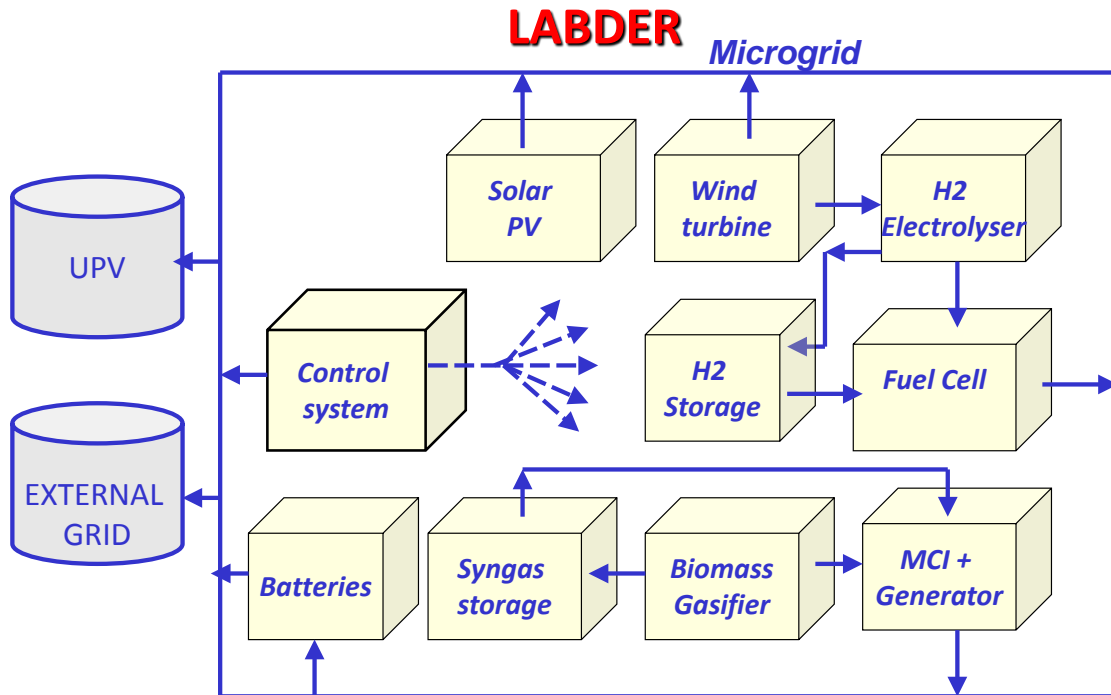 LABDER
Microgrid
Solar
PV
Wind
turbine
H2
Electrolyser
UPV
Control
system
H2
Storage
Fuel Cell
EXTERNAL
GRID
Batteries
Syngas
storage
Biomass
Gasifier
MCI +
Generator